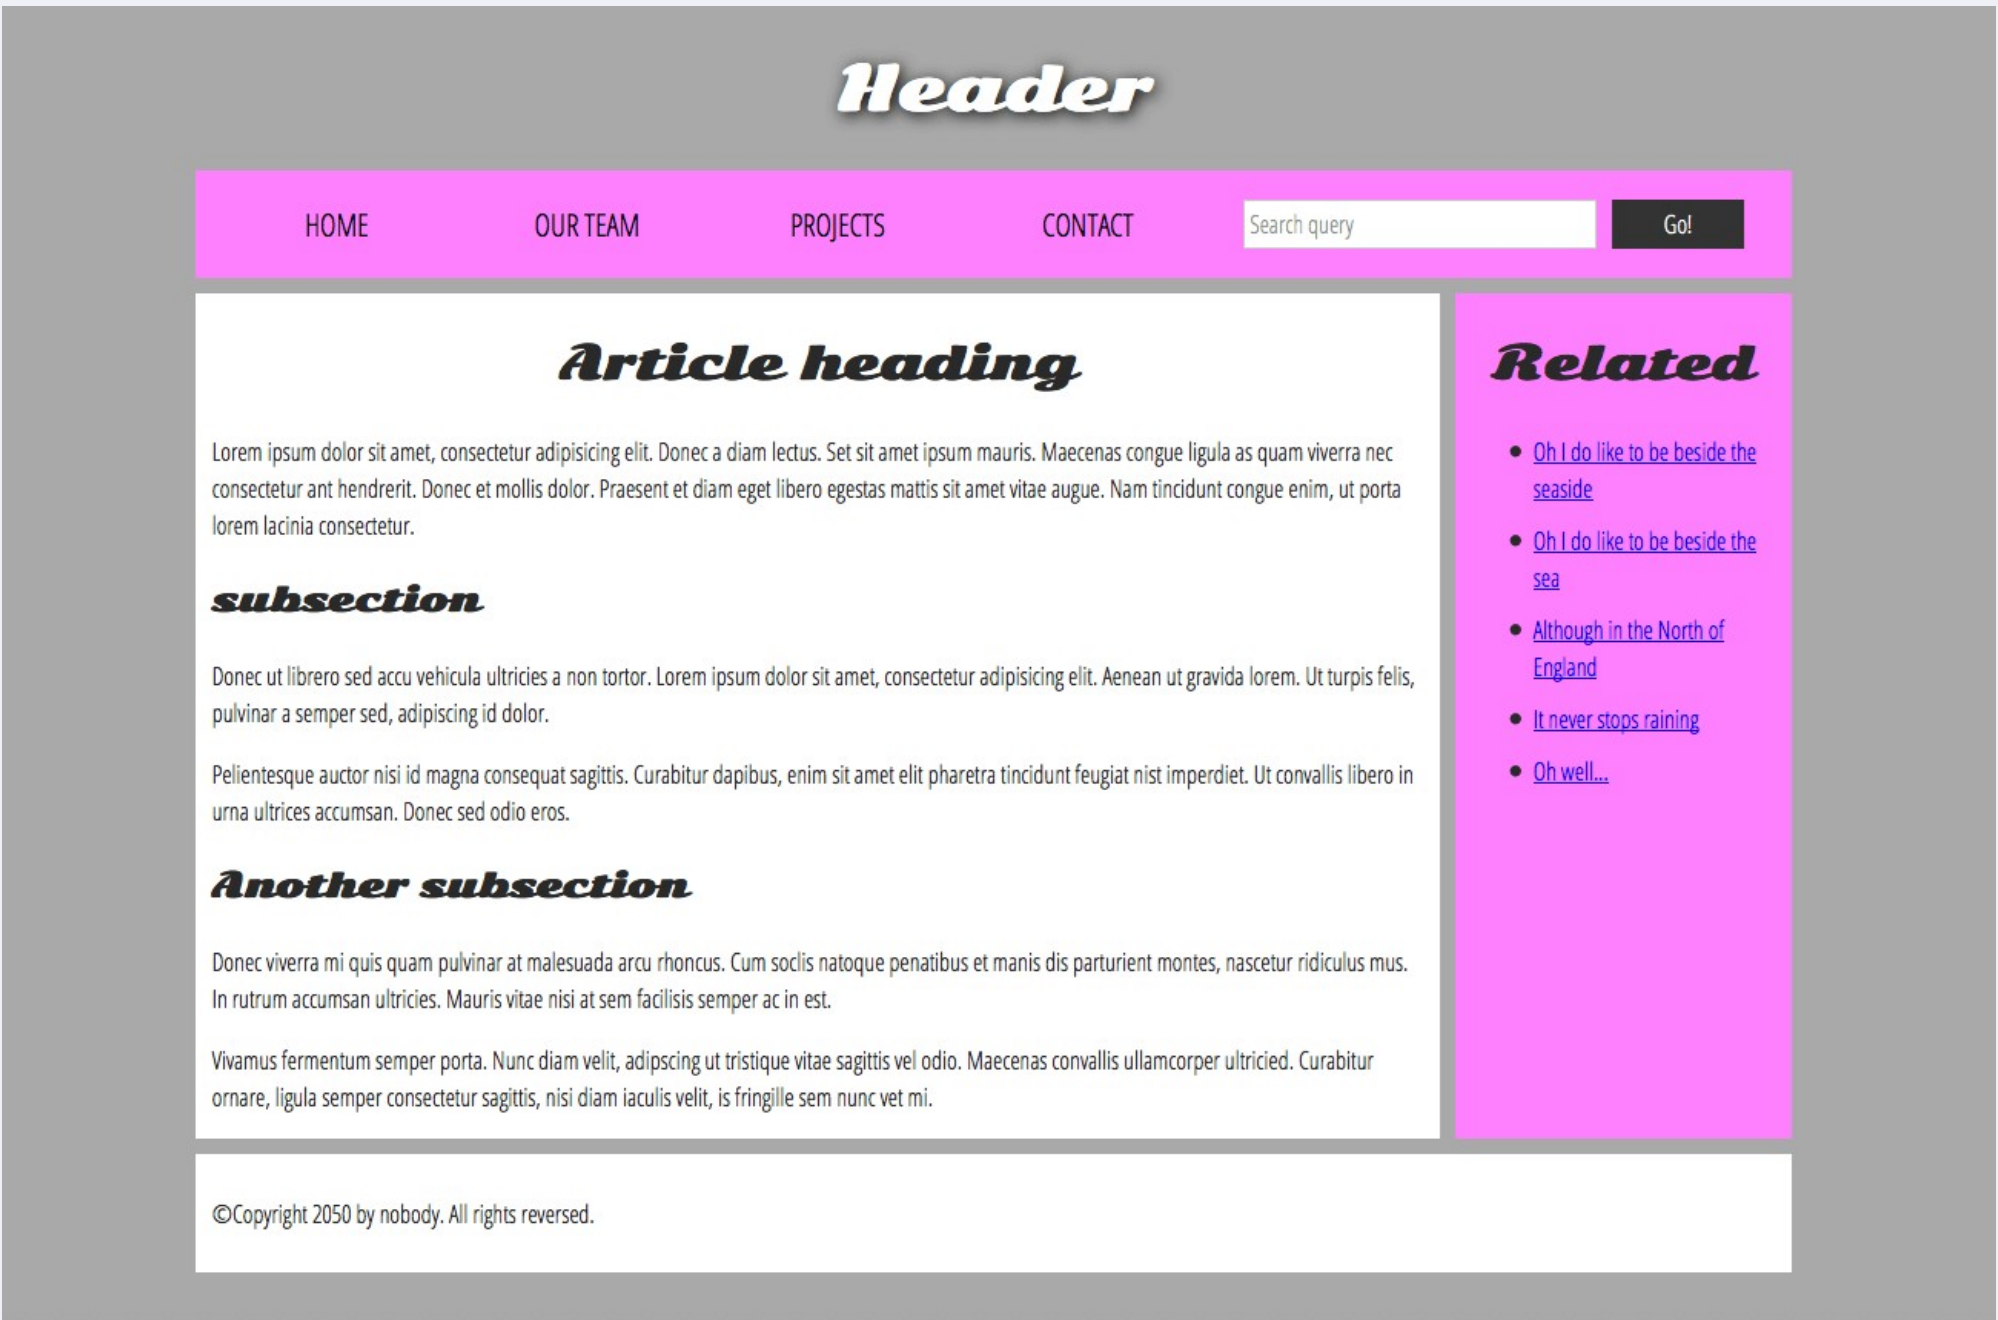 Header
HOME
OUR TEAM
PROJECTS
CONTACT
Search query
Go!
Article heading
Lorem ipsum dolor sit amet, consectetur adipisicing elit. Donec a diam lectus. Set sit amet ipsum mauris. Maecenas congue ligula as quam viverra nec
consectetur ant hendrerit. Donec et mollis dolor. Praesent et diam eget libero egestas mattis sit amet vitae augue. Nam tincidunt congue enim, ut porta
lorem lacinia consectetur.
subsection
Donec ut librero sed accu vehicula ultricies a non tortor. Lorem ipsum dolor sit amet, consectetur adipisicing elit. Aenean ut gravida lorem. Ut turpis felis,
pulvinar a semper sed, adipiscing id dolor.
Pelientesque auctor nisi id magna consequat sagittis. Curabitur dapibus, enim sit amet elit pharetra tincidunt feugiat nist imperdiet. Ut convallis libero in
urna ultrices accumsan. Donec sed odio eros.
Another subsection
Donec viverra mi quis quam pulvinar at malesuada arcu rhoncus. Cum soclis natoque penatibus et manis dis parturient montes, nascetur ridiculus mus.
In rutrum accumsan ultricies. Mauris vitae nisi at sem facilisis semper ac in est.
Vivamus fermentum semper porta. Nunc diam velit, adipscing ut tristique vitae sagittis vel odio. Maecenas convallis ullamcorper ultricied. Curabitur
ornare, ligula semper consectetur sagittis, nisi diam iaculis velit, is fringille sem nunc vet mi.
Related
Oh I do like to be beside the
seaside
Oh I do like to be beside the
sea
Although in the North of
England
It never stops raining
Oh well...
©Copyright 2050 by nobody. All rights reversed.